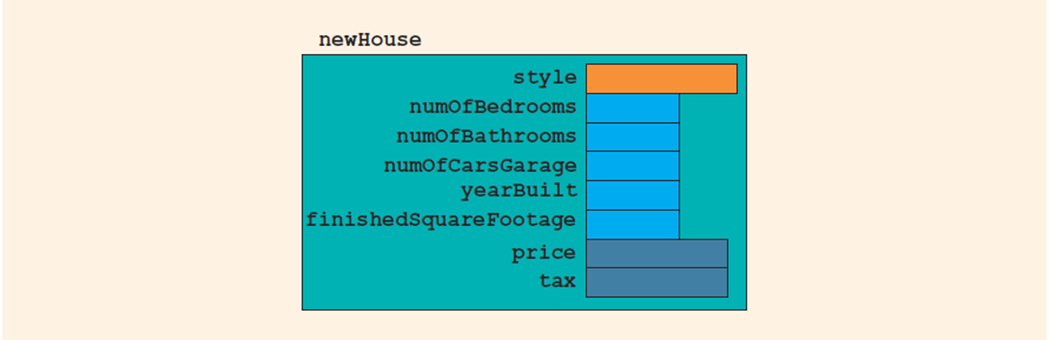 newHouse
style
numOfBedrooms
numOfBathrooms
numOfCarsGarage
yearBuilt
finishedSquareFootage
price
tax